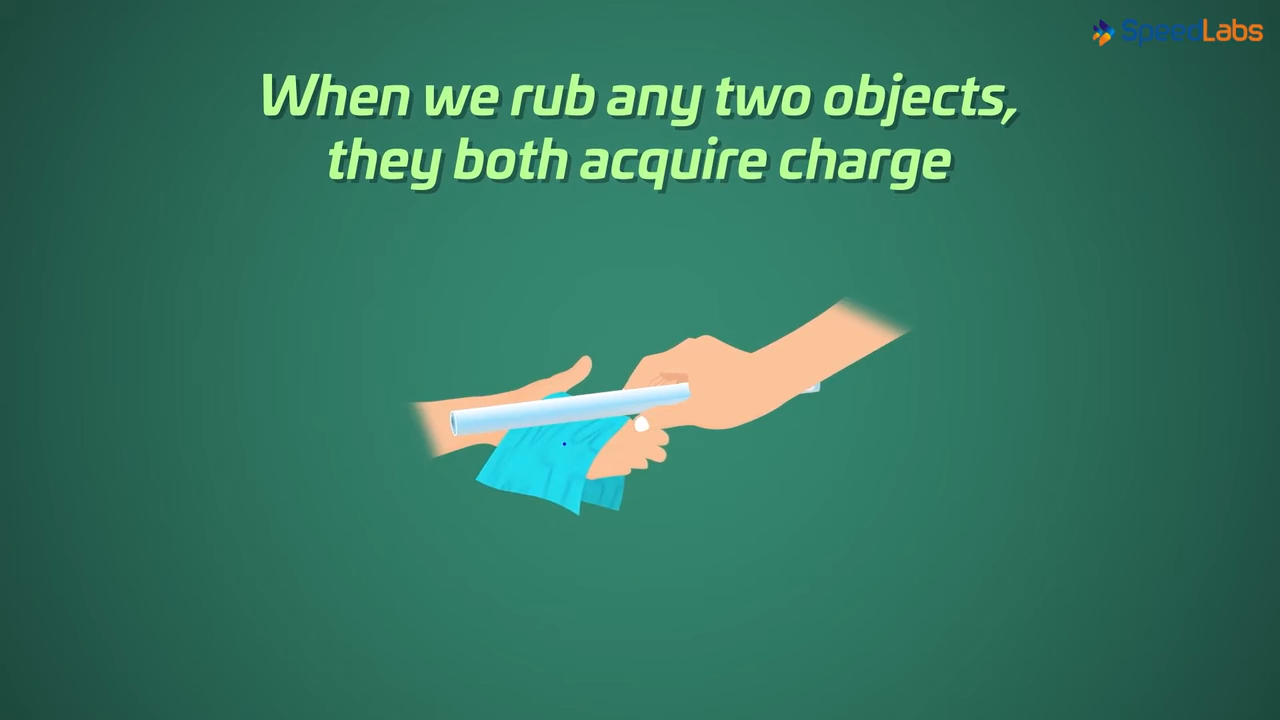 SpeedLabs
When we rub any two objects,
they both acquire charge